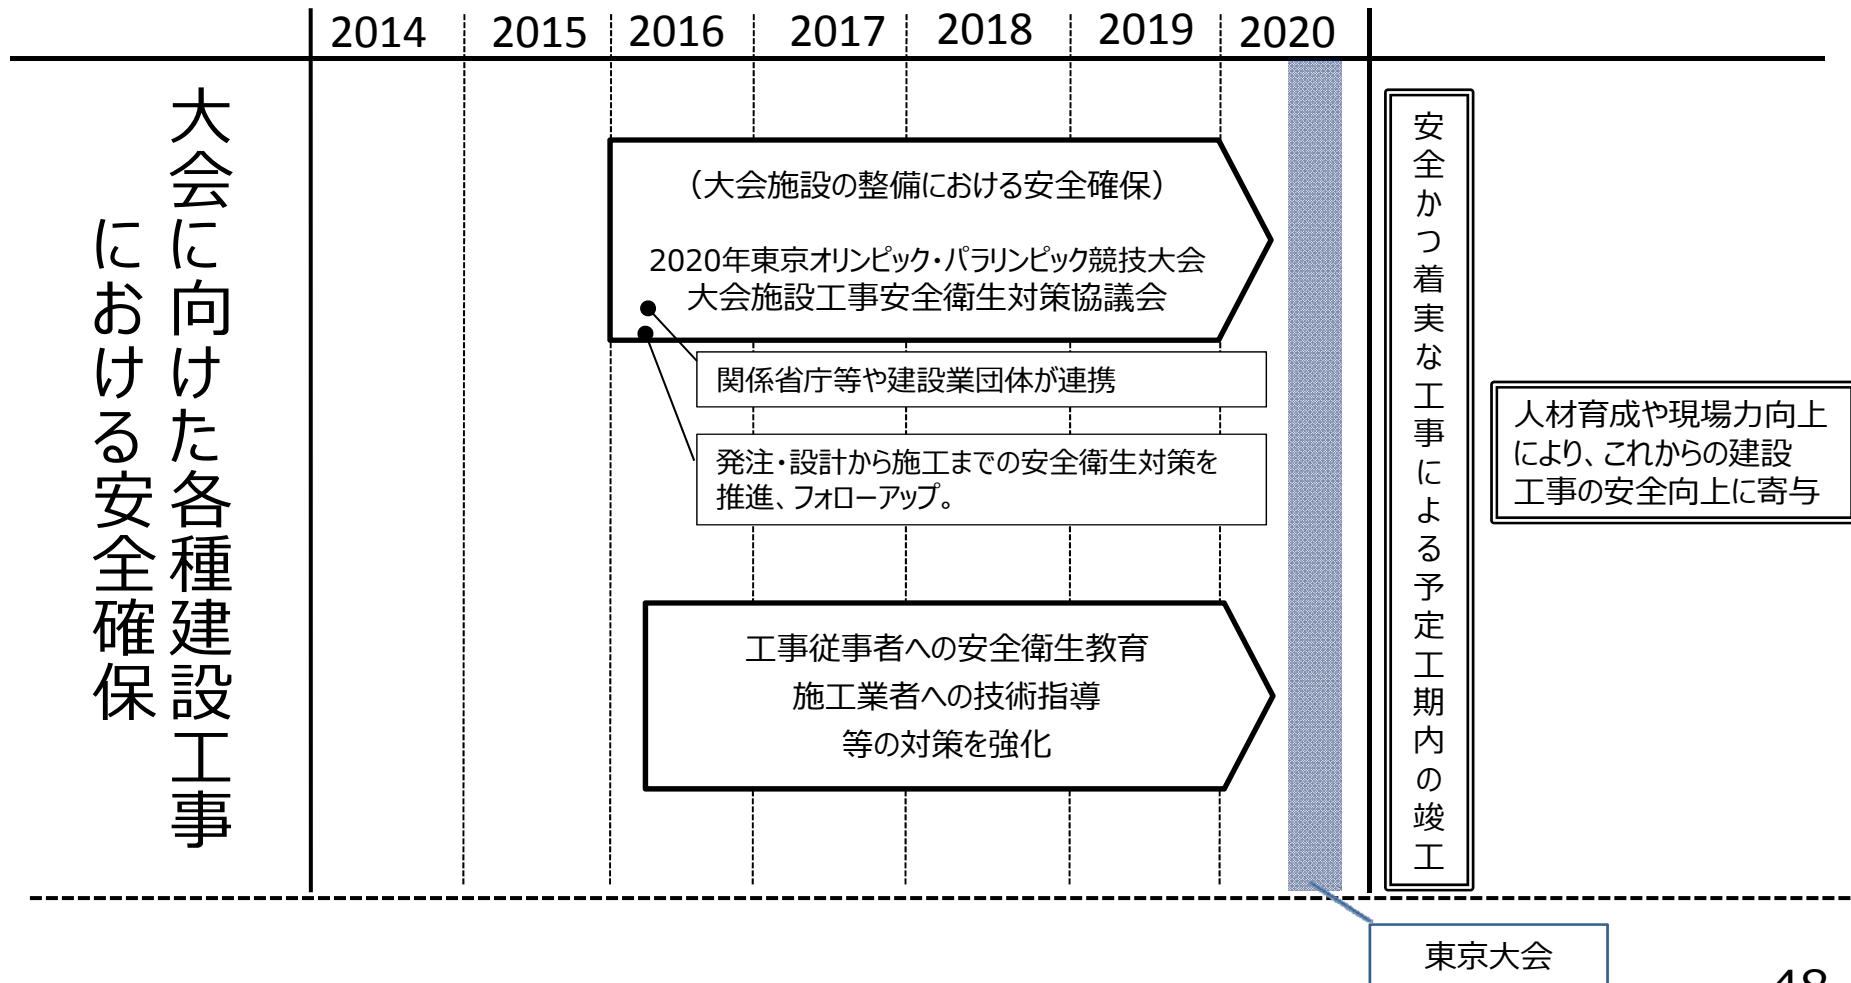 2014 2015 2016 2017 2018 2019 2020
大会に向けた各種建設工事
における安全確保
（大会施設の整備における安全確保）
2020年東京オリンピック・パラリンピック競技大会
大会施設工事安全衛生対策協議会
関係省庁等や建設業団体が連携
発注・設計から施工までの安全衛生対策を
推進、フォローアップ。
工事従事者への安全衛生教育
施工業者への技術指導
等の対策を強化
安全かつ着実な工事による予定工期内の竣工
人材育成や現場力向上
により、これからの建設
工事の安全向上に寄与
東京大会
48